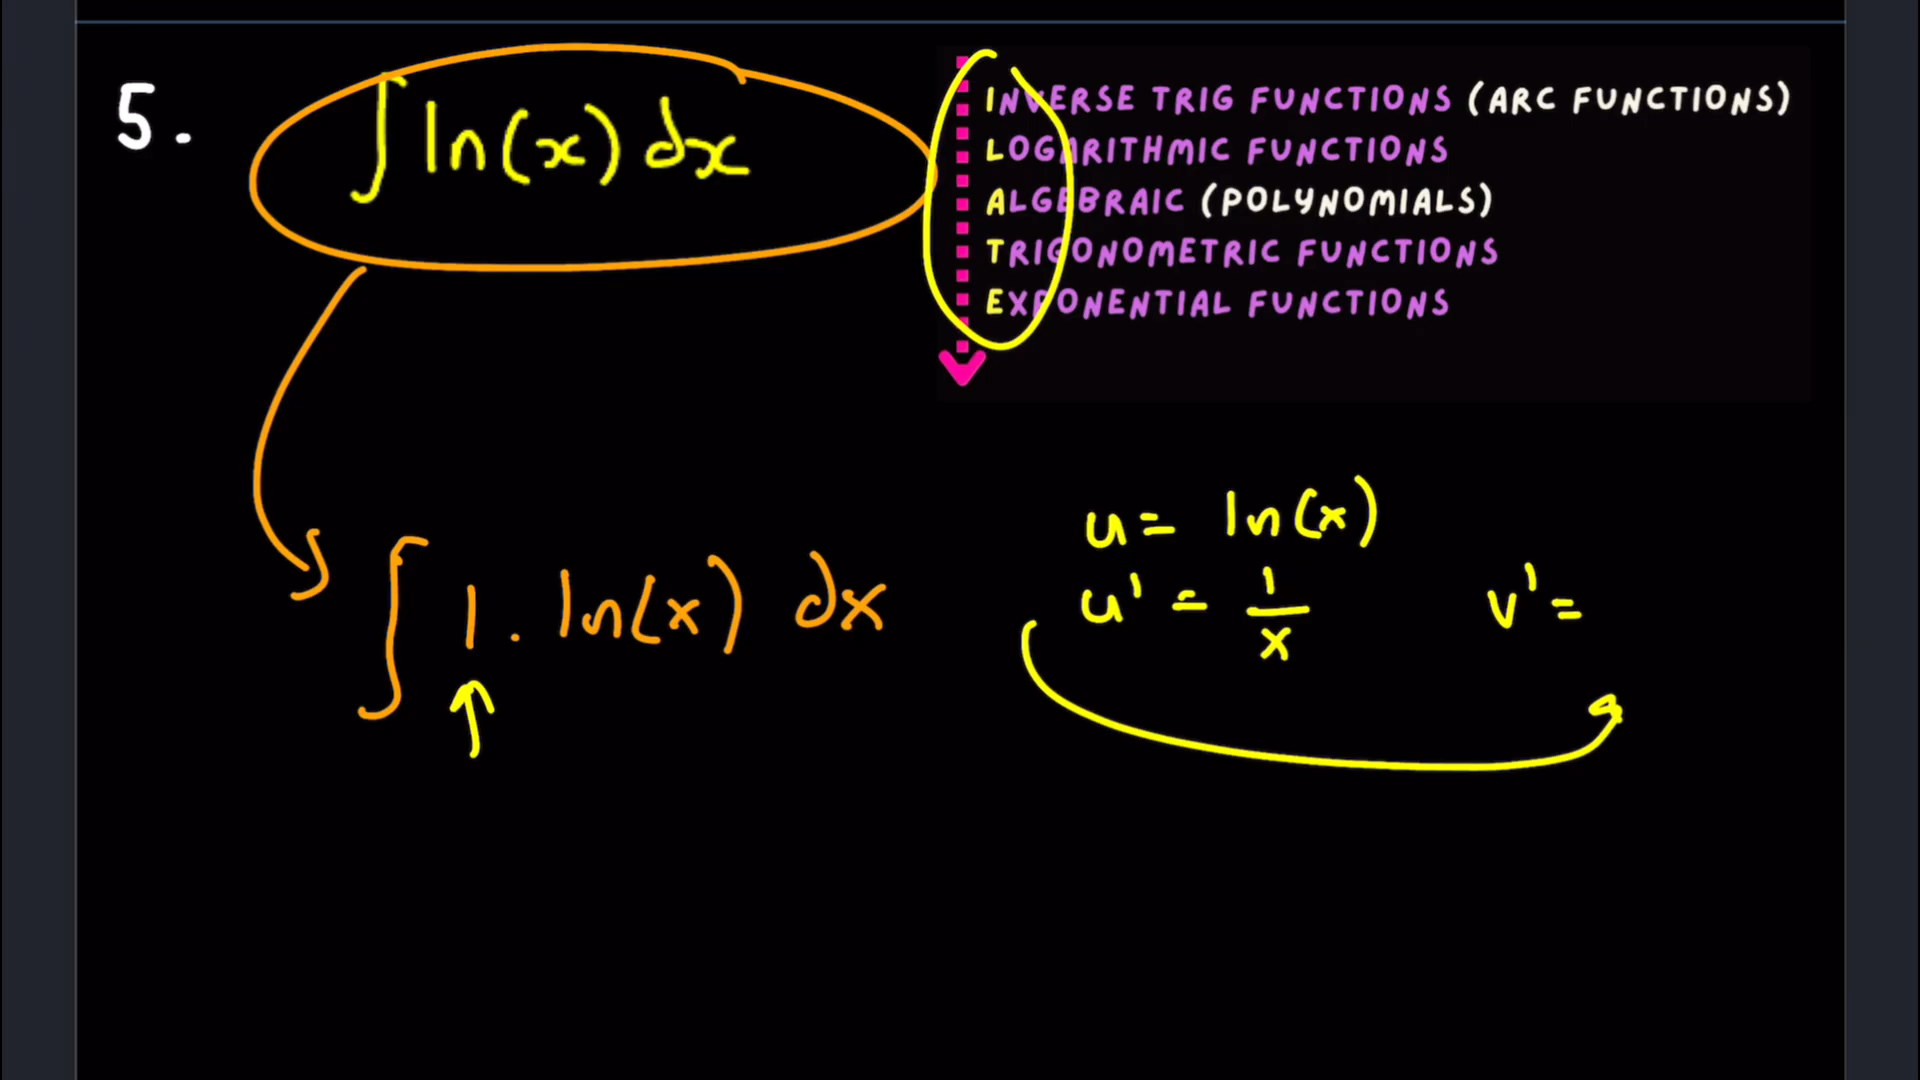 5. ∫ ln(x) dx
INVERSE TRIG FUNCTIONS (ARC FUNCTIONS)
LOGARITHMIC FUNCTIONS
ALGEBRAIC (POLYNOMIALS)
TRIGONOMETRIC FUNCTIONS
EXPONENTIAL FUNCTIONS
∫ 1 . ln(x) dx
u = ln(x)
u' = 1/x v' =